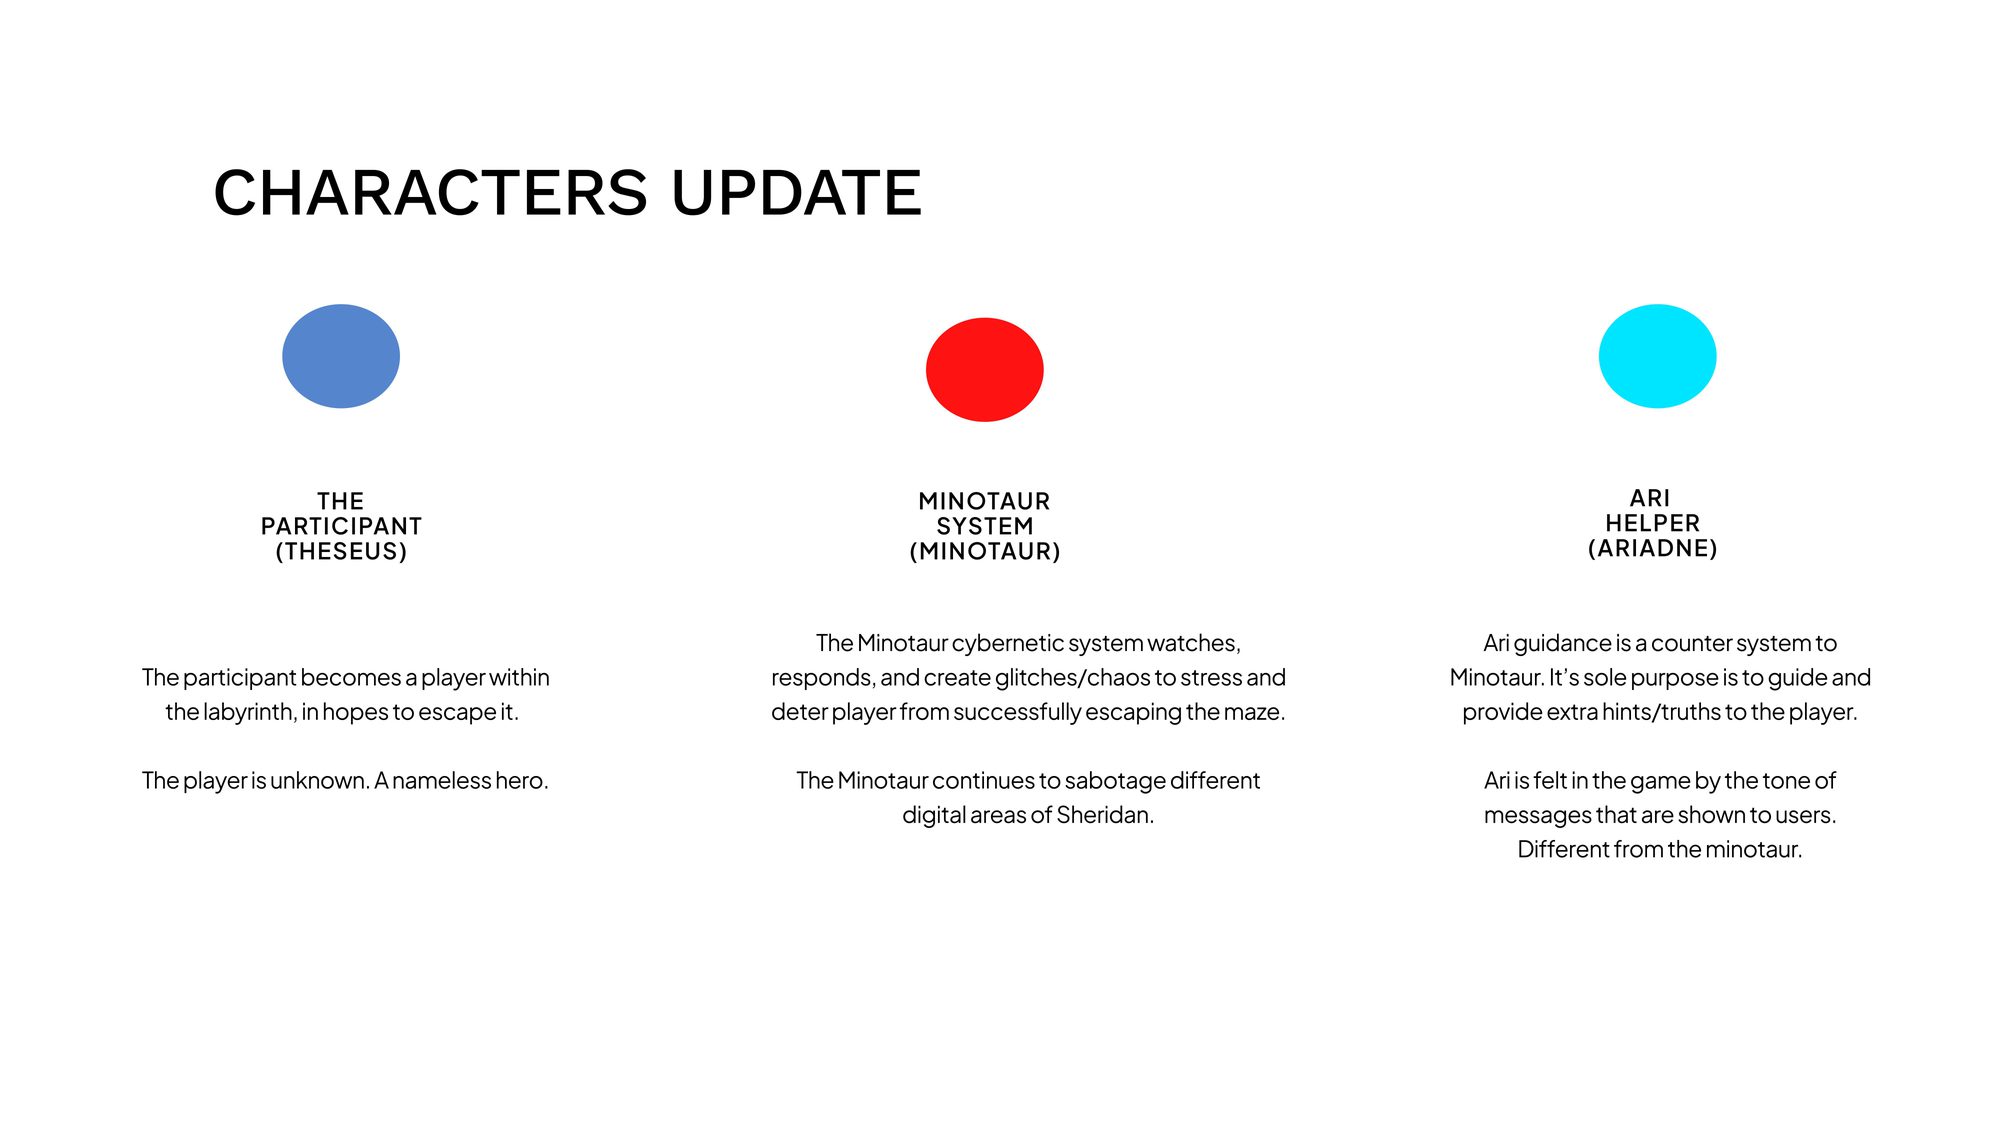 CHARACTERS UPDATE
THE
PARTICIPANT
(THESEUS)
The participant becomes a player within
the labyrinth, in hopes to escape it.
The player is unknown. A nameless hero.
MINOTAUR
SYSTEM
(MINOTAUR)
The Minotaur cybernetic system watches,
responds, and create glitches/chaos to stress and
deter player from successfully escaping the maze.
The Minotaur continues to sabotage different
digital areas of Sheridan.
ARI
HELPER
(ARIADNE)
Ari guidance is a counter system to
Minotaur. It’s sole purpose is to guide and
provide extra hints/truths to the player.
Ari is felt in the game by the tone of
messages that are shown to users.
Different from the minotaur.